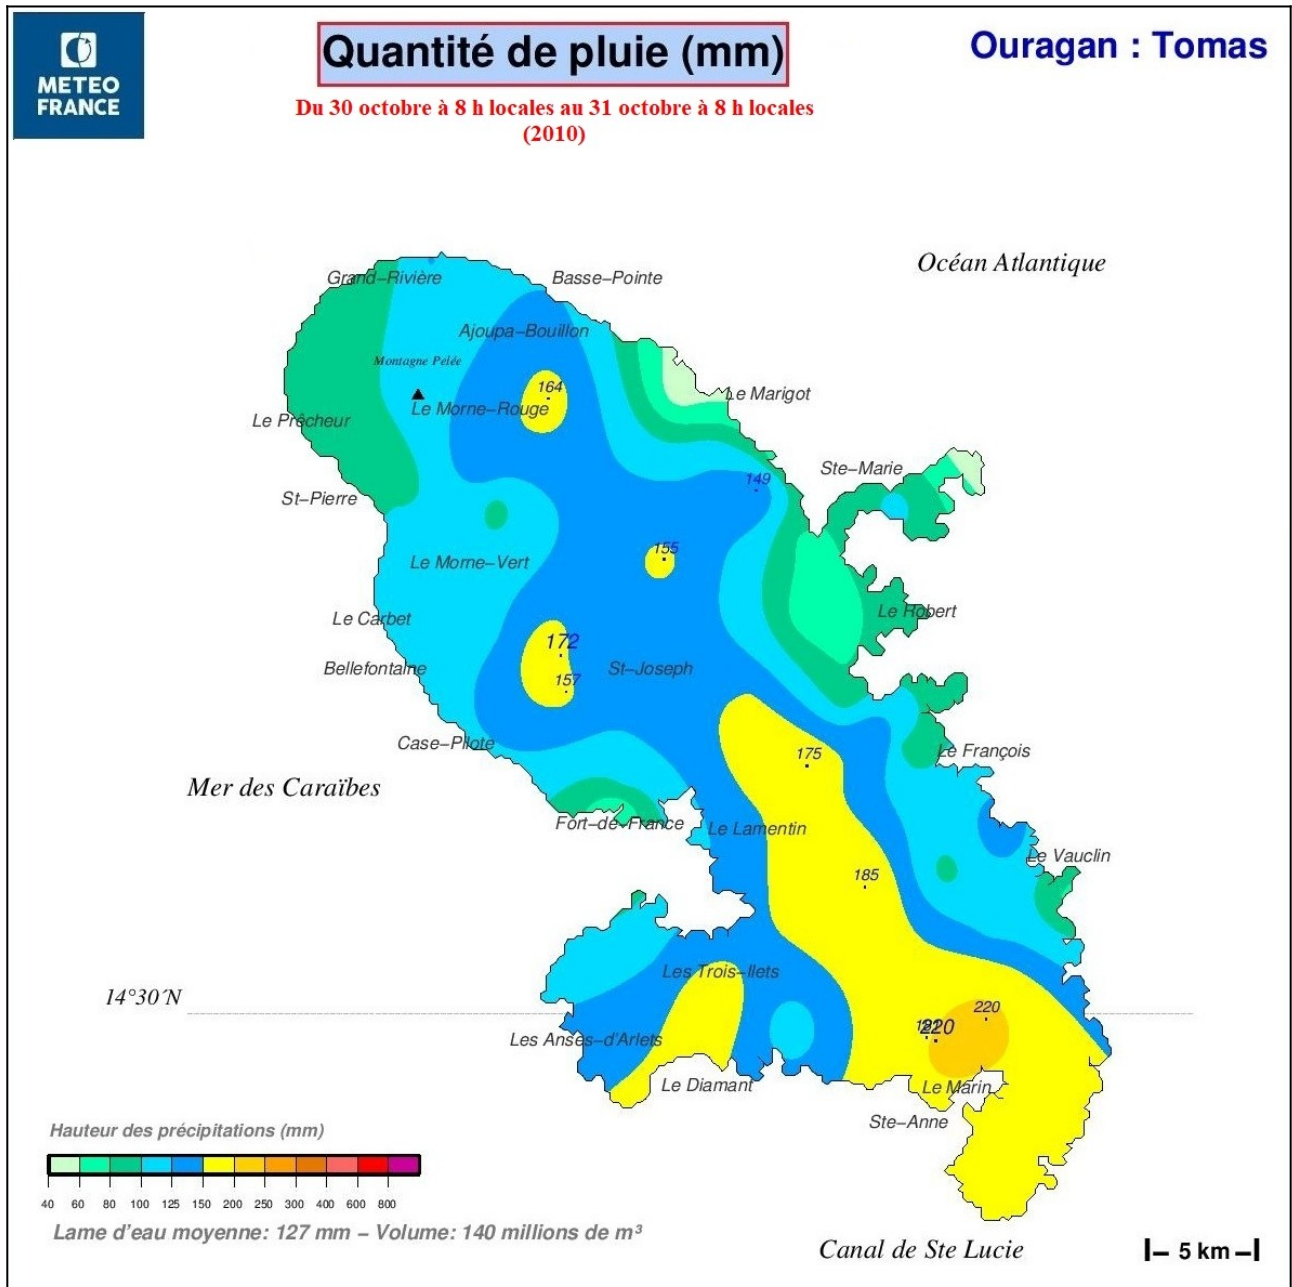 METEO
FRANCE
Quantité de pluie (mm)
Ouragan : Tomas
Du 30 octobre à 8 h locales au 31 octobre à 8 h locales
(2010)
Océan Atlantique
Grand-Rivière
Basse-Pointe
Ajoupa-Bouillon
Montagne Pelée
164
Le Marigot
Le Morne-Rouge
Le Prêcheur
Ste-Marie
149
St-Pierre
155
Le Morne-Vert
Le Robert
Le Carbet
172
Bellefontaine
St-Joseph
157
Case-Pilote
175
Le François
Mer des Caraïbes
Fort-de-France
Le Lamentin
Le Vauclin
185
Les Trois-Ilets
14°30'N
220
220
Les Anses-d'Arlets
Le Diamant
Le Marin
Ste-Anne
Hauteur des précipitations (mm)
40 60 80 100 125 150 200 250 300 400 600 800
Lame d'eau moyenne: 127 mm – Volume: 140 millions de m³
Canal de Ste Lucie
5 km